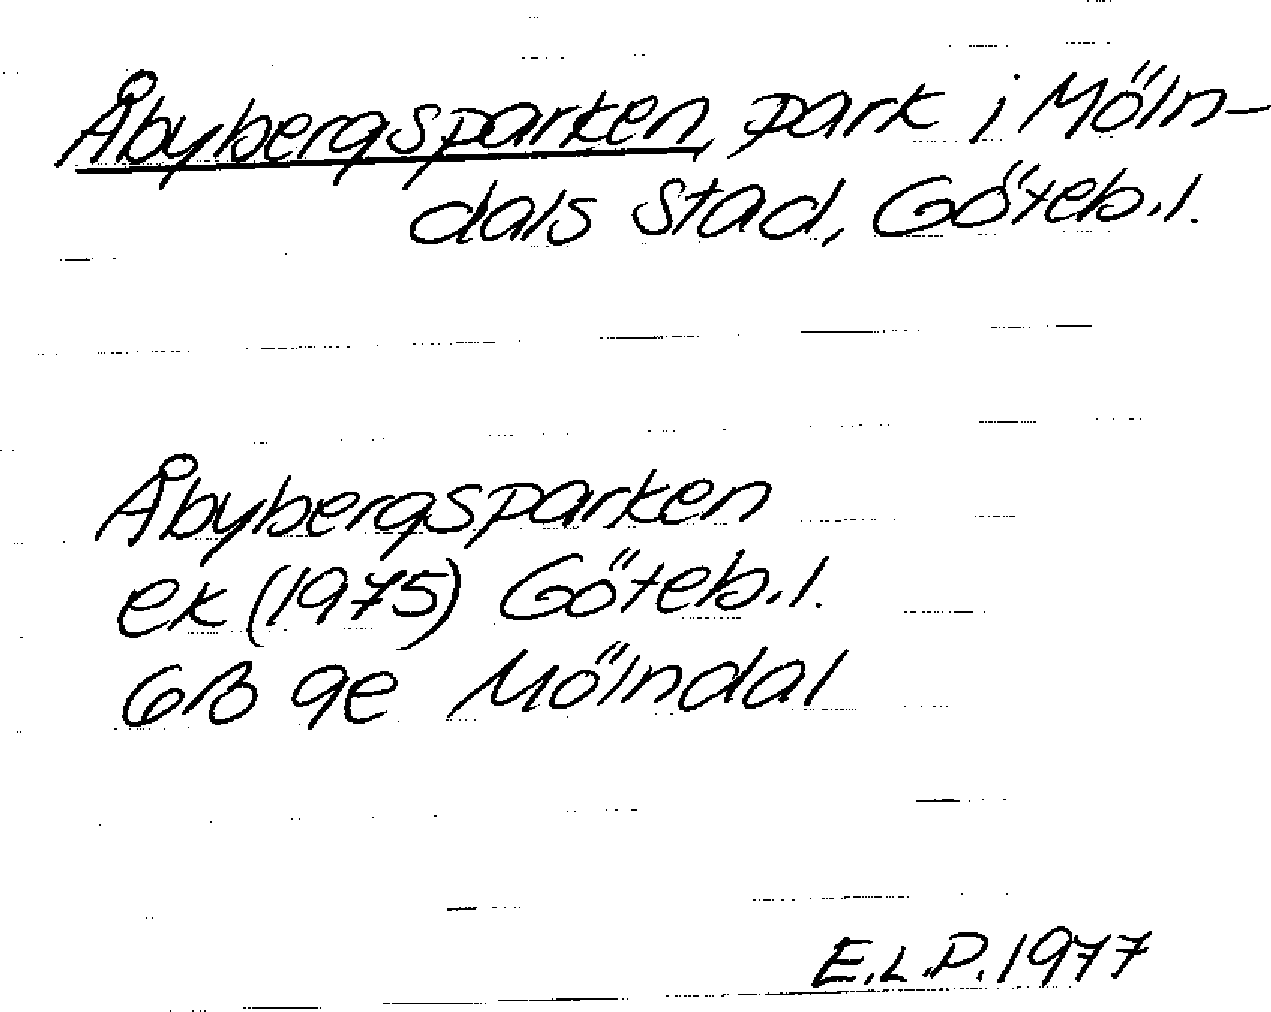 Åbybergsparken, park i Möln-
dals stad, Göteb.l.
Åbybergsparken
ek (1975) Göteb.l.
6B 9e Mölndal
E.L.P. 1977